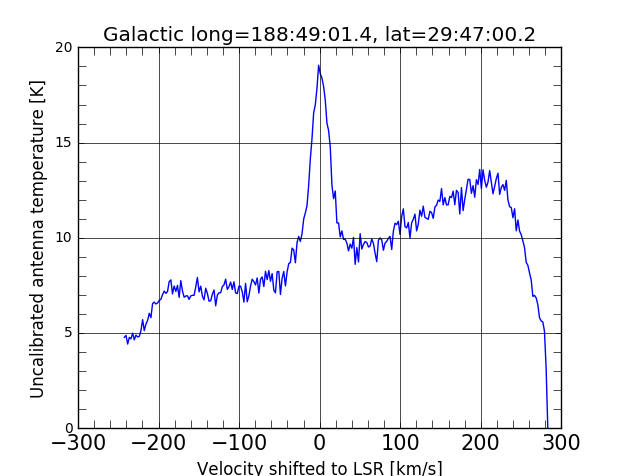 Galactic long=188:49:01.4, lat=29:47:00.2
Uncalibrated antenna temperature [K]
20
15
10
5
0
−300 −200 −100 0 100 200 300
Velocity shifted to LSR [km/s]